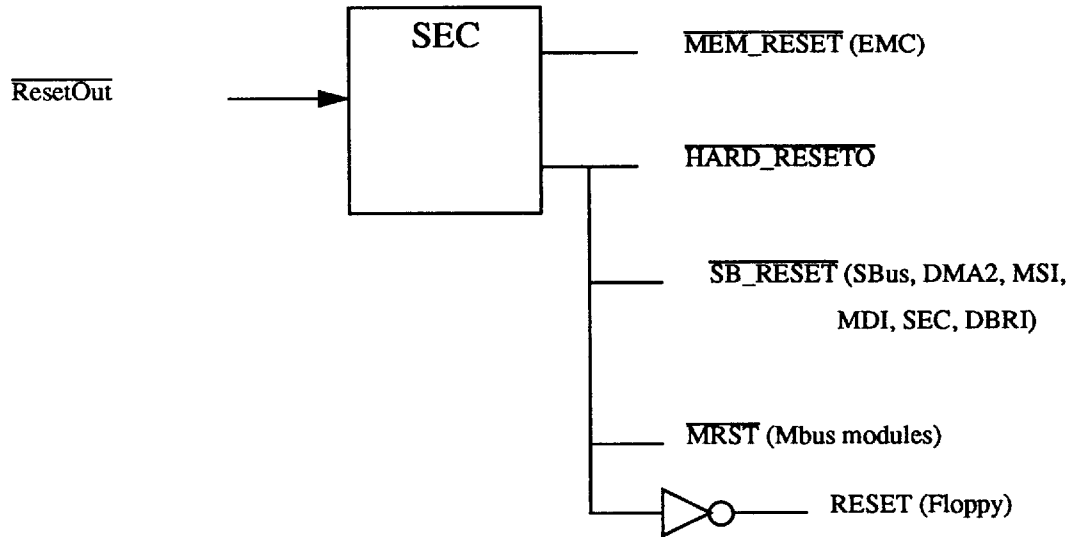 SEC
MEM_RESET (EMC)
ResetOut
HARD_RESETO
SB_RESET (SBus, DMA2, MSI,
MDI, SEC, DBRI)
MRST (Mbus modules)
RESET (Floppy)